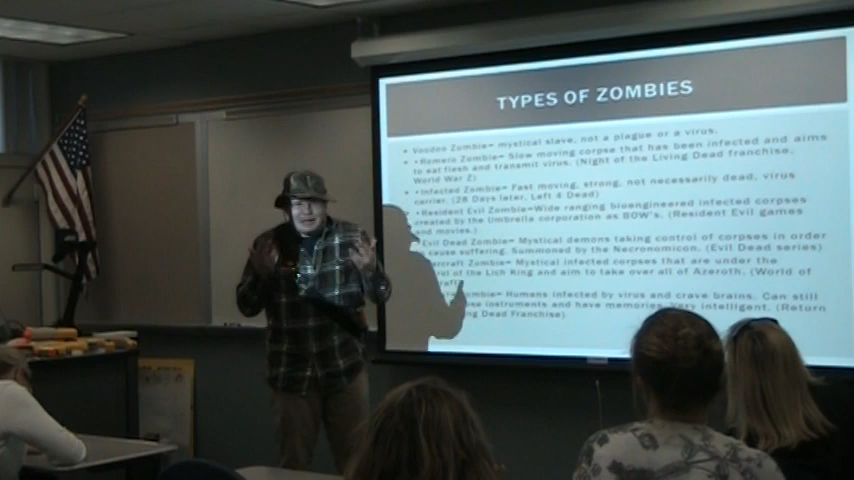 TYPES OF ZOMBIES
• Voodoo Zombie= mystical slave, not a plague or a virus.
• •Romero Zombie= Slow moving corpse that has been infected and aims
to eat flesh and transmit virus. (Night of the Living Dead franchise,
World War Z)
• •Infected Zombie= Fast moving, strong, not necessarily dead, virus
carrier. (28 Days later, Left 4 Dead)
• •Resident Evil Zombie=Wide ranging bioengineered infected corpses
created by the Umbrella corporation as BOW's. (Resident Evil games
and movies.)
Evil Dead Zombie= Mystical demons taking control of corpses in order
cause suffering. Summoned by the Necronomicon. (Evil Dead series)
Zombie= Mystical infected corpses that are under the
of the Lich King and aim to take over all of Azeroth. (World of
Zombie= Humans infected by virus and crave brains. Can still
instruments and have memories. Very intelligent. (Return
Dead Franchise)